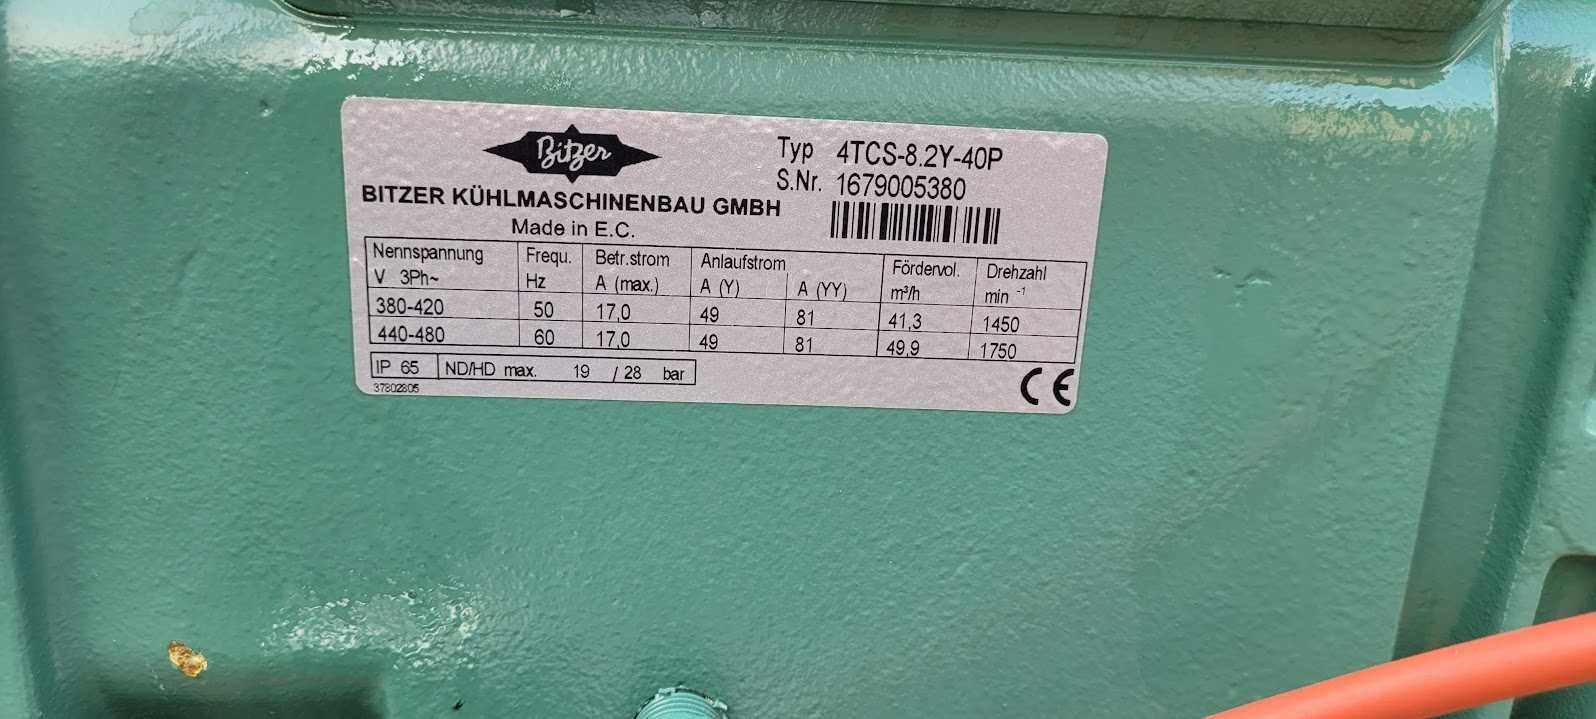 Bitzer
BITZER KÜHLMASCHINENBAU GMBH
Made in E.C.
Typ 4TCS-8.2Y-40P
S.Nr. 1679005380
Nennspannung Frequ. Betr.strom Anlaufstrom Fördervol. Drehzahl
V 3Ph~ Hz A (max.) A (Y) A (YY) m³/h min -1
380-420 50 17,0 49 81 41,3 1450
440-480 60 17,0 49 81 49,9 1750
IP 65 ND/HD max. 19 / 28 bar
37802805
CE